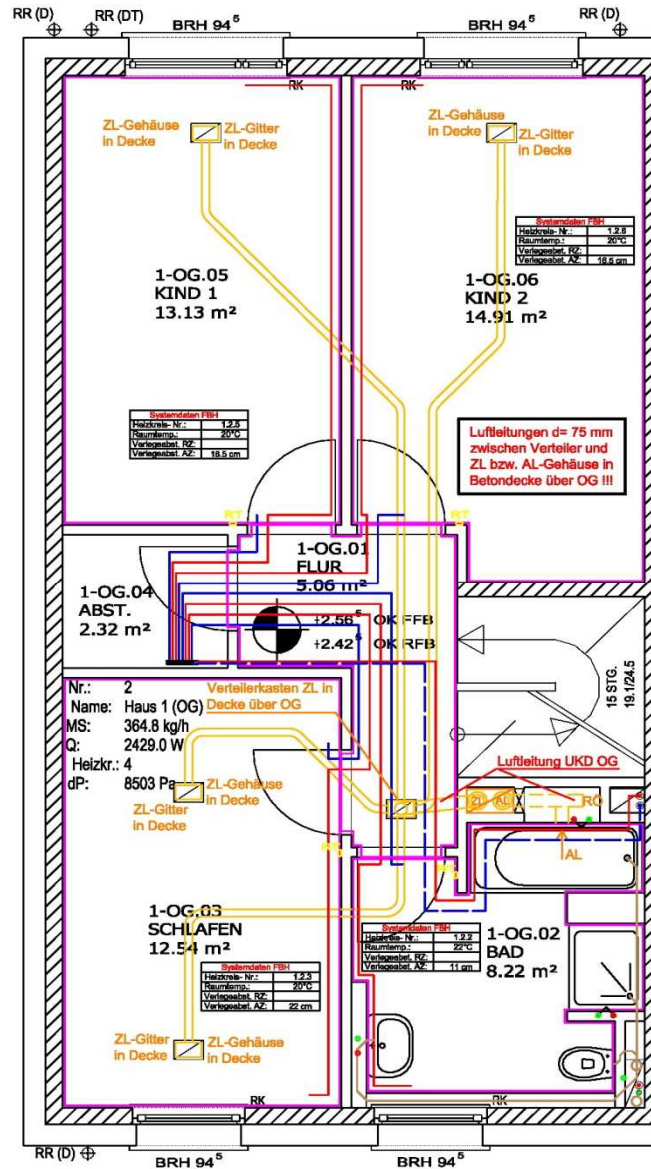 RR (D)
RR (DT)
BRH 94⁵
BRH 94⁵
RR (D)
RK
RK
ZL-Gehäuse
in Decke
ZL-Gitter
in Decke
ZL-Gehäuse
in Decke
ZL-Gitter
in Decke
Systemdaten FBH
Heizkreis- Nr.: 1.2.6
Raumtemp.: 20°C
Verlegeabst. RZ:
Verlegeabst. AZ: 16.5 cm
1-OG.05
KIND 1
13.13 m²
1-OG.06
KIND 2
14.91 m²
Systemdaten FBH
Heizkreis- Nr.: 1.2.5
Raumtemp.: 20°C
Verlegeabst. RZ:
Verlegeabst. AZ: 16.5 cm
Luftleitungen d= 75 mm
zwischen Verteiler und
ZL bzw. AL-Gehäuse in
Betondecke über OG !!!
RT
RT
1-OG.01
FLUR
5.06 m²
1-OG.04
ABST.
2.32 m²
+2.56⁵ OK FFB
+2.42⁵ OK RFB
15 STG.
19.1/24.5
Nr.: 2
Name: Haus 1 (OG)
MS: 364.8 kg/h
Q: 2429.0 W
Heizkr.: 4
dP: 8503 Pa
Verteilerkasten ZL in
Decke über OG
Luftleitung UKD OG
ZL-Gehäuse
in Decke
ZL-Gitter
in Decke
ZL
AL
AL
RT
RT
1-OG.03
SCHLAFEN
12.54 m²
Systemdaten FBH
Heizkreis- Nr.: 1.2.2
Raumtemp.: 22°C
Verlegeabst. RZ:
Verlegeabst. AZ: 11 cm
1-OG.02
BAD
8.22 m²
Systemdaten FBH
Heizkreis- Nr.: 1.2.3
Raumtemp.: 20°C
Verlegeabst. RZ:
Verlegeabst. AZ: 22 cm
ZL-Gitter
in Decke
ZL-Gehäuse
in Decke
RK
RK
RR (D)
BRH 94⁵
BRH 94⁵